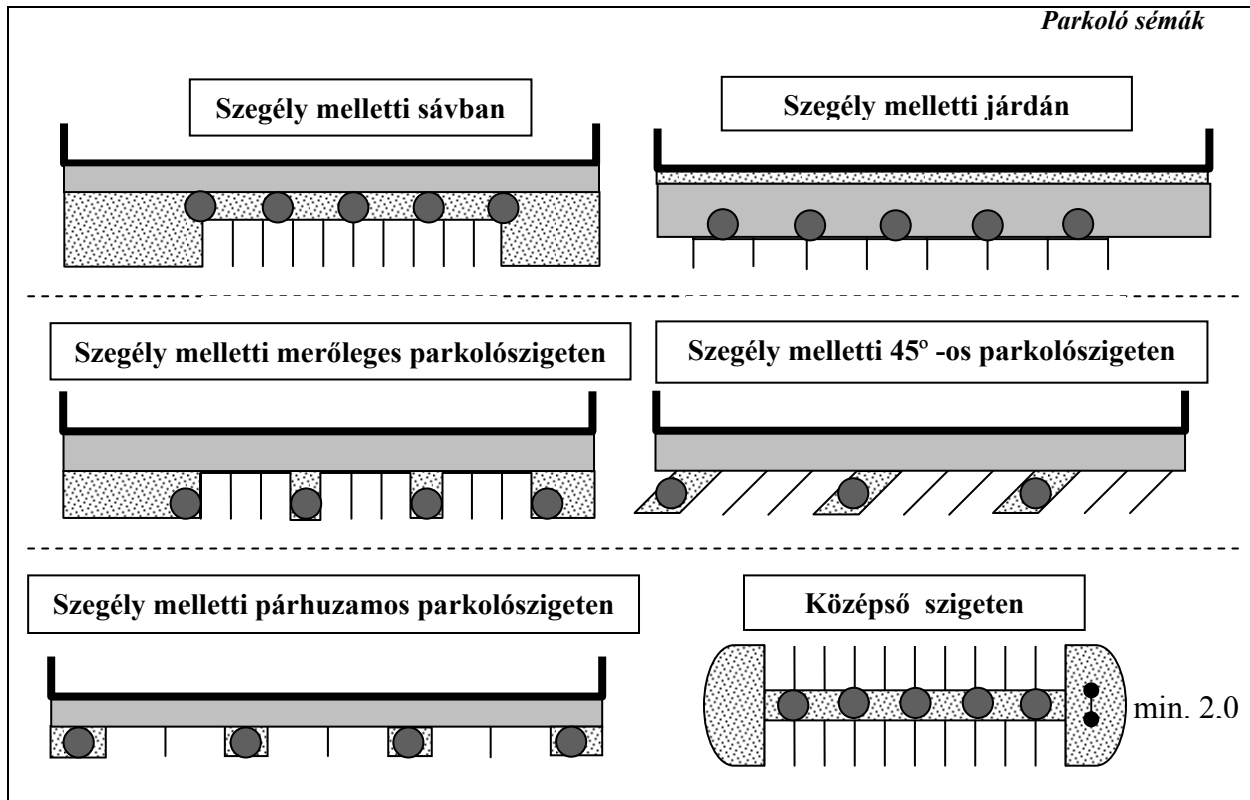 Parkoló sémák
Szegély melletti sávban
Szegély melletti járdán
Szegély melletti merőleges parkolószigeten
Szegély melletti 45º -os parkolószigeten
Szegély melletti párhuzamos parkolószigeten
Középső szigeten
min. 2.0